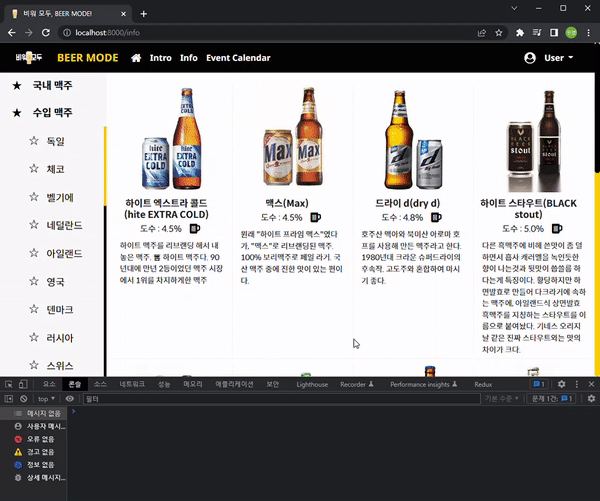 비워 모두, BEER MODE!
localhost:8000/info
비워 모두
BEER MODE
Intro
Info
Event Calendar
User
★ 국내 맥주
★ 수입 맥주
☆ 독일
☆ 체코
☆ 벨기에
☆ 네덜란드
☆ 아일랜드
☆ 영국
☆ 덴마크
☆ 러시아
☆ 스위스
하이트 엑스트라 콜드
(hite EXTRA COLD)
도수 : 4.5%
하이트 맥주를 리브랜딩 해서 내
놓은 맥주.
하이트 맥주. 90
년대에 만년 2등이었던 맥주 시장
에서 1위를 차지하게한 맥주
맥스(Max)
도수 : 4.5%
원래 "하이트 프라임 맥스"였다
가, "맥스"로 리브랜딩된 맥주.
100% 보리맥주로 페일 라거. 국
산 맥주 중에 진한 맛이 있는 편이
다.
드라이 d(dry d)
도수 : 4.8%
호주산 맥아와 북미산 아로마 호
프를 사용해 만든 맥주라고 한다.
1980년대 크라운 슈퍼드라이의
후속작. 고도주와 혼합하여 마시
기 좋다.
하이트 스타우트(BLACK
stout)
도수 : 5.0%
다른 흑맥주에 비해 쓴맛이 좀 덜
하면서 흡사 캐러멜을 녹인듯한
향이 나는것과 뒷맛이 씁쓸름 하
다는게 특징이다. 황당하지만 하
면발효로 만들어 다크라거에 속하
는 맥주에, 아일랜드식 상면발효
흑맥주를 지칭하는 스타우트를 이
름으로 붙여놨다. 기네스 오리지
널 같은 진짜 스타우트와는 맛의
차이가 크다.
hite
EXTRA
COLD
Max
Max
dry d
BLACK
BEER
stout
요소
콘솔
소스
네트워크
성능
메모리
애플리케이션
보안
Lighthouse
Recorder
Performance insights
Redux
1
top
필터
기본 수준
문제 1건:
1
메시지 없음
사용자 메시...
오류 없음
경고 없음
정보 없음
상세 메시지...